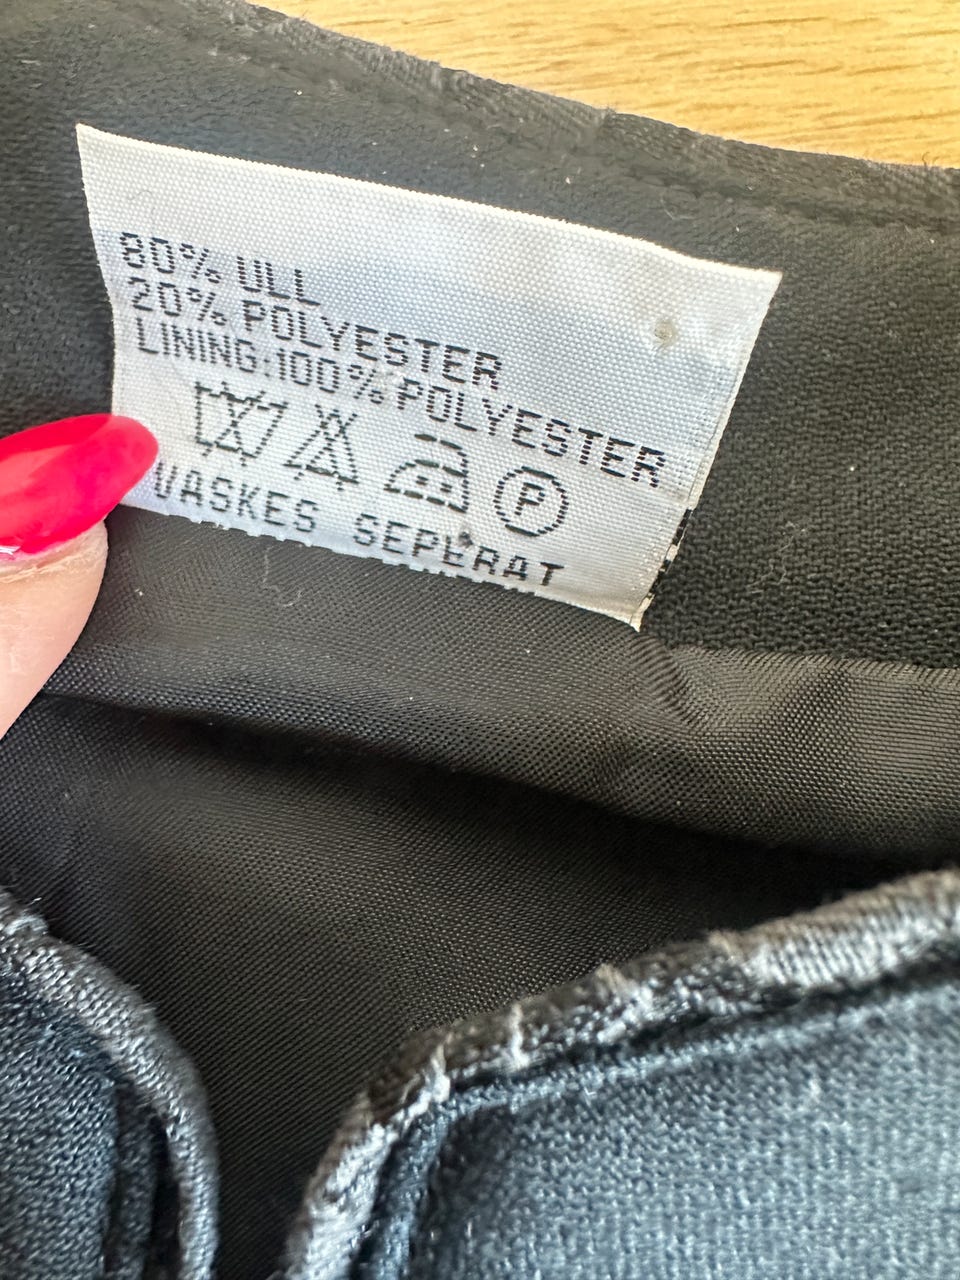 80% ULL
20% POLYESTER
LINING:100% POLYESTER
P
VASKES SEPERAT